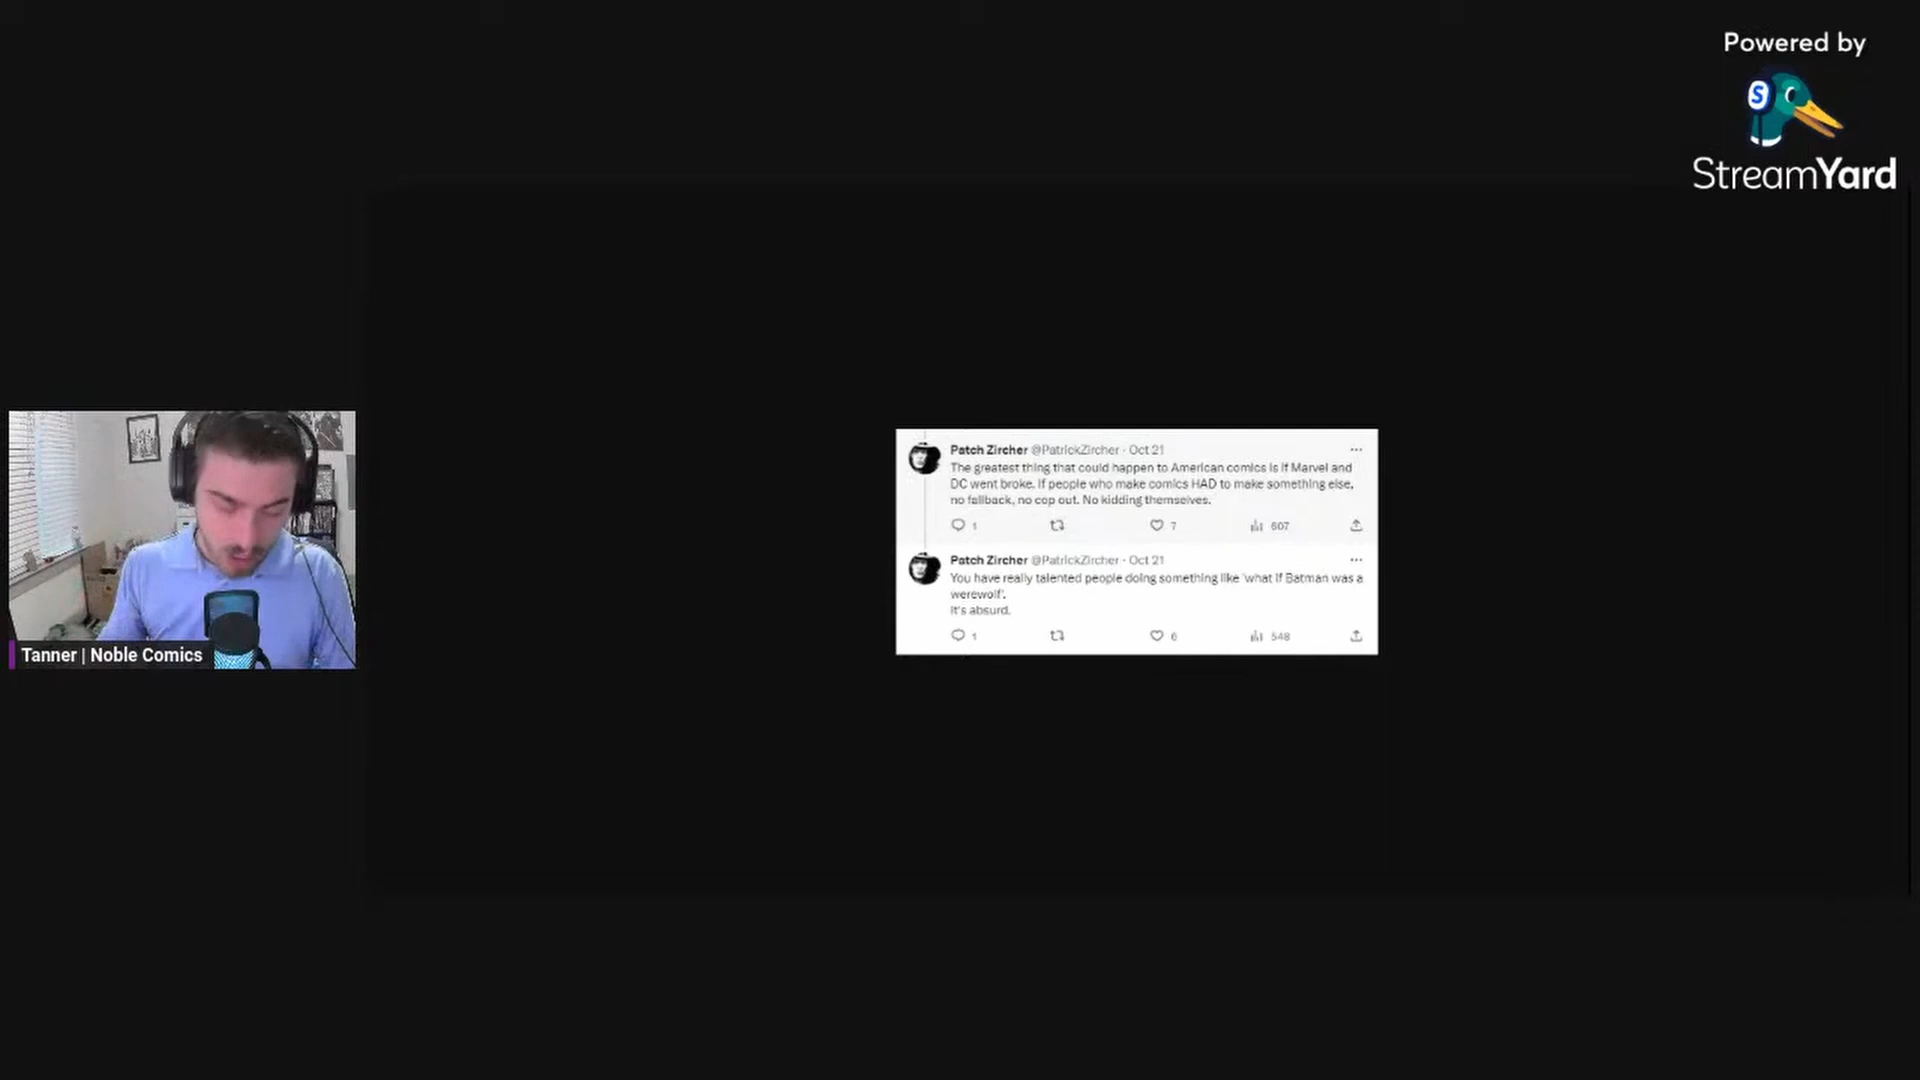 Powered by
S
StreamYard
Patch Zircher @PatrickZircher · Oct 21
The greatest thing that could happen to American comics is if Marvel and
DC went broke. If people who make comics HAD to make something else,
no fallback, no cop out. No kidding themselves.
1 7 607
Patch Zircher @PatrickZircher · Oct 21
You have really talented people doing something like 'what if Batman was a
werewolf'.
It's absurd.
1 6 548
Tanner | Noble Comics